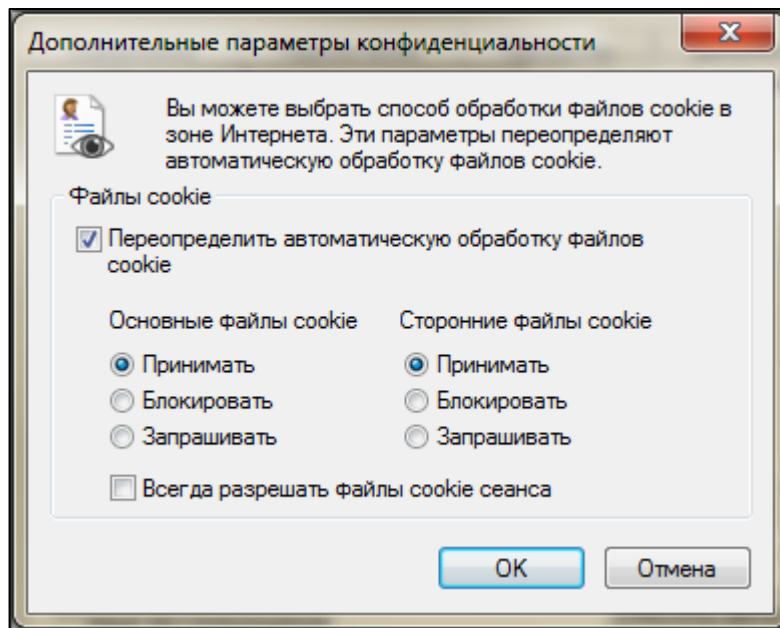 Дополнительные параметры конфиденциальности
Вы можете выбрать способ обработки файлов cookie в
зоне Интернета. Эти параметры переопределяют
автоматическую обработку файлов cookie.
Файлы cookie
Переопределить автоматическую обработку файлов
cookie
Основные файлы cookie Сторонние файлы cookie
Принимать Принимать
Блокировать Блокировать
Запрашивать Запрашивать
Всегда разрешать файлы cookie сеанса
OK Отмена